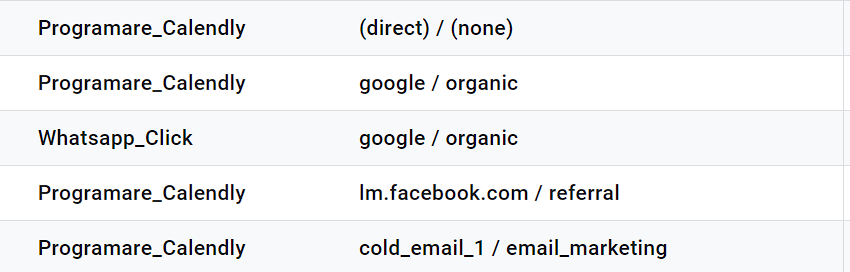 Programare_Calendly (direct) / (none)
Programare_Calendly google / organic
Whatsapp_Click google / organic
Programare_Calendly lm.facebook.com / referral
Programare_Calendly cold_email_1 / email_marketing